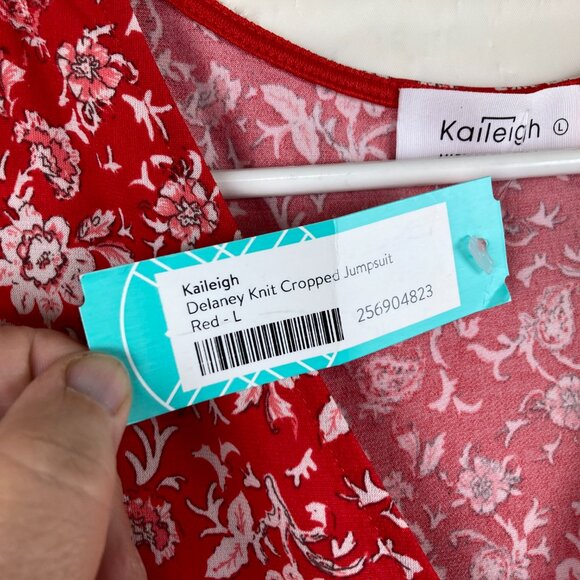 Kaileigh L
Kaileigh
Delaney Knit Cropped Jumpsuit
Red - L
256904823